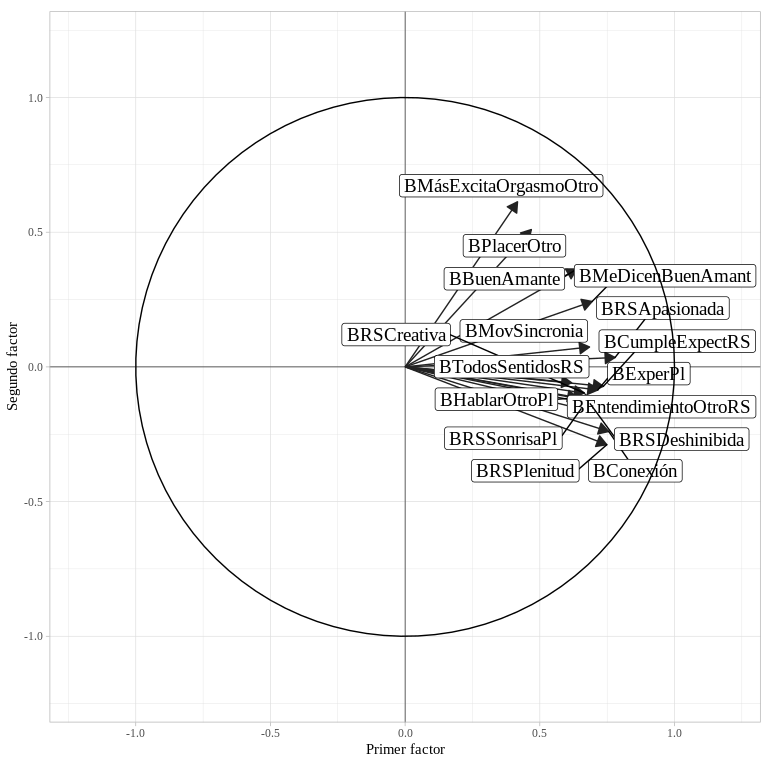 BMásExcitaOrgasmoOtro
BPlacerOtro
BBuenAmante
BMeDicenBuenAmant
BRSApasionada
BRSCreativa
BMovSincronia
BCumpleExpectRS
BTodosSentidosRS
BExperPl
BHablarOtroPl
BEntendimientoOtroRS
BRSSonrisaPl
BRSDeshinibida
BRSPlenitud
BConexión
1.0
0.5
0.0
-0.5
-1.0
Segundo factor
-1.0
-0.5
0.0
0.5
1.0
Primer factor